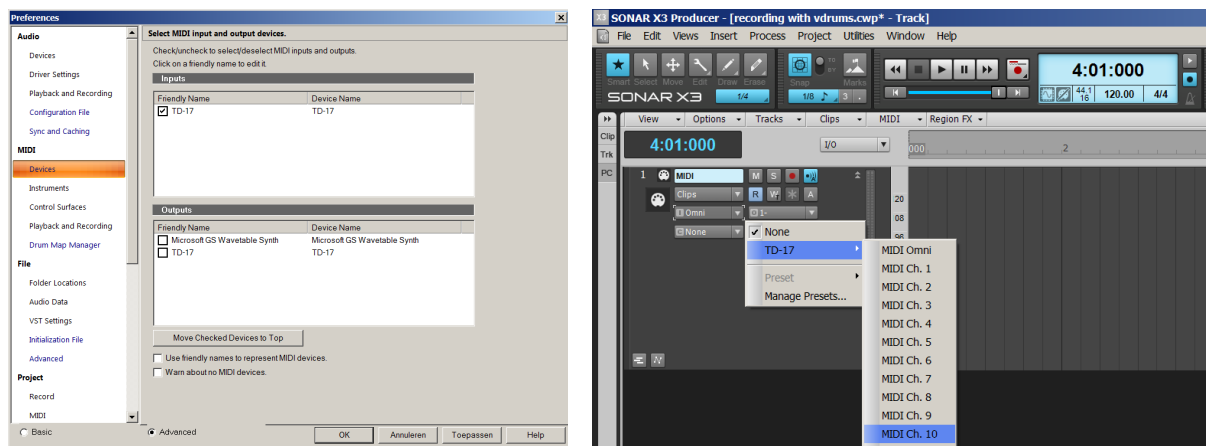 Preferences
Audio
Devices
Driver Settings
Playback and Recording
Configuration File
Sync and Caching
MIDI
Devices
Instruments
Control Surfaces
Playback and Recording
Drum Map Manager
File
Folder Locations
Audio Data
VST Settings
Initialization File
Advanced
Project
Record
MIDI
Basic
Advanced
Select MIDI input and output devices.
Check/uncheck to select/deselect MIDI inputs and outputs.
Click on a friendly name to edit it.
Inputs
Friendly Name Device Name
TD-17 TD-17
Outputs
Friendly Name Device Name
Microsoft GS Wavetable Synth Microsoft GS Wavetable Synth
TD-17 TD-17
Move Checked Devices to Top
Use friendly names to represent MIDI devices.
Warn about no MIDI devices.
OK Annuleren Toepassen Help
X3 SONAR X3 Producer - [recording with vdrums.cwp* - Track]
File Edit Views Insert Process Project Utilities Window Help
Smart Select Move Edit Draw Erase Snap TO BY Marks
SONAR X3 1/4 1/8 3
4:01:000
44.1
16 120.00 4/4
View Options Tracks Clips MIDI Region FX
Clip
Trk
PC
4:01:000 I/O 000 2
1 MIDI M S
Clips R W A
I Omni O 1-
C None
20
08
96
None
TD-17
Preset
Manage Presets...
MIDI Omni
MIDI Ch. 1
MIDI Ch. 2
MIDI Ch. 3
MIDI Ch. 4
MIDI Ch. 5
MIDI Ch. 6
MIDI Ch. 7
MIDI Ch. 8
MIDI Ch. 9
MIDI Ch. 10